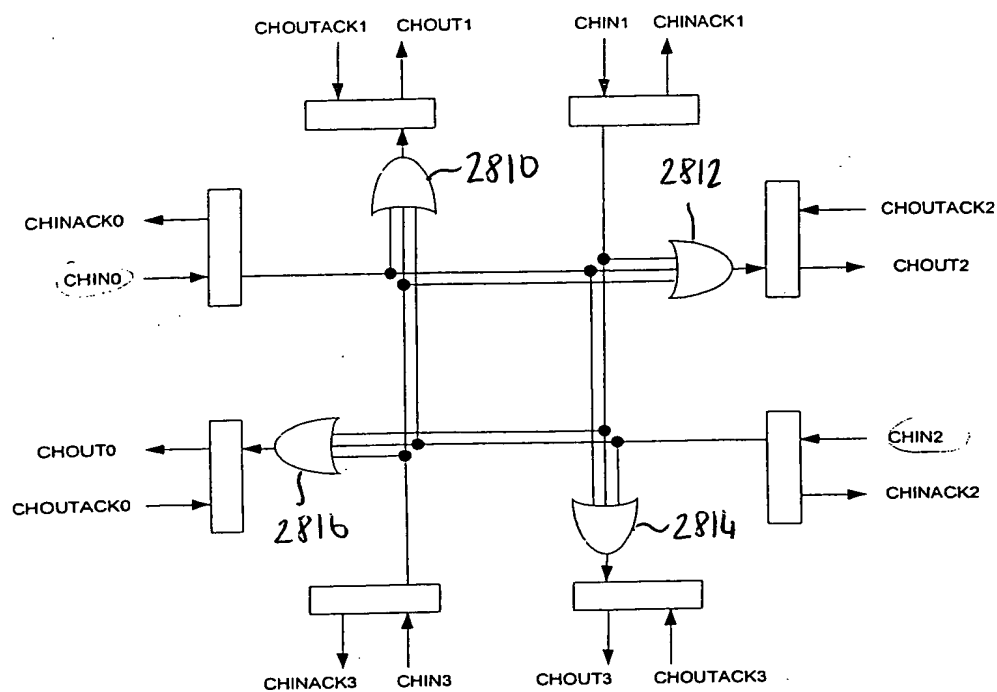 CHOUTACK1 CHOUT1 CHIN1 CHINACK1
2810
2812
CHINACK0
CHOUTACK2
CHIN0
CHOUT2
CHOUT0
CHIN2
CHOUTACK0
CHINACK2
2816
2814
CHINACK3 CHIN3 CHOUT3 CHOUTACK3